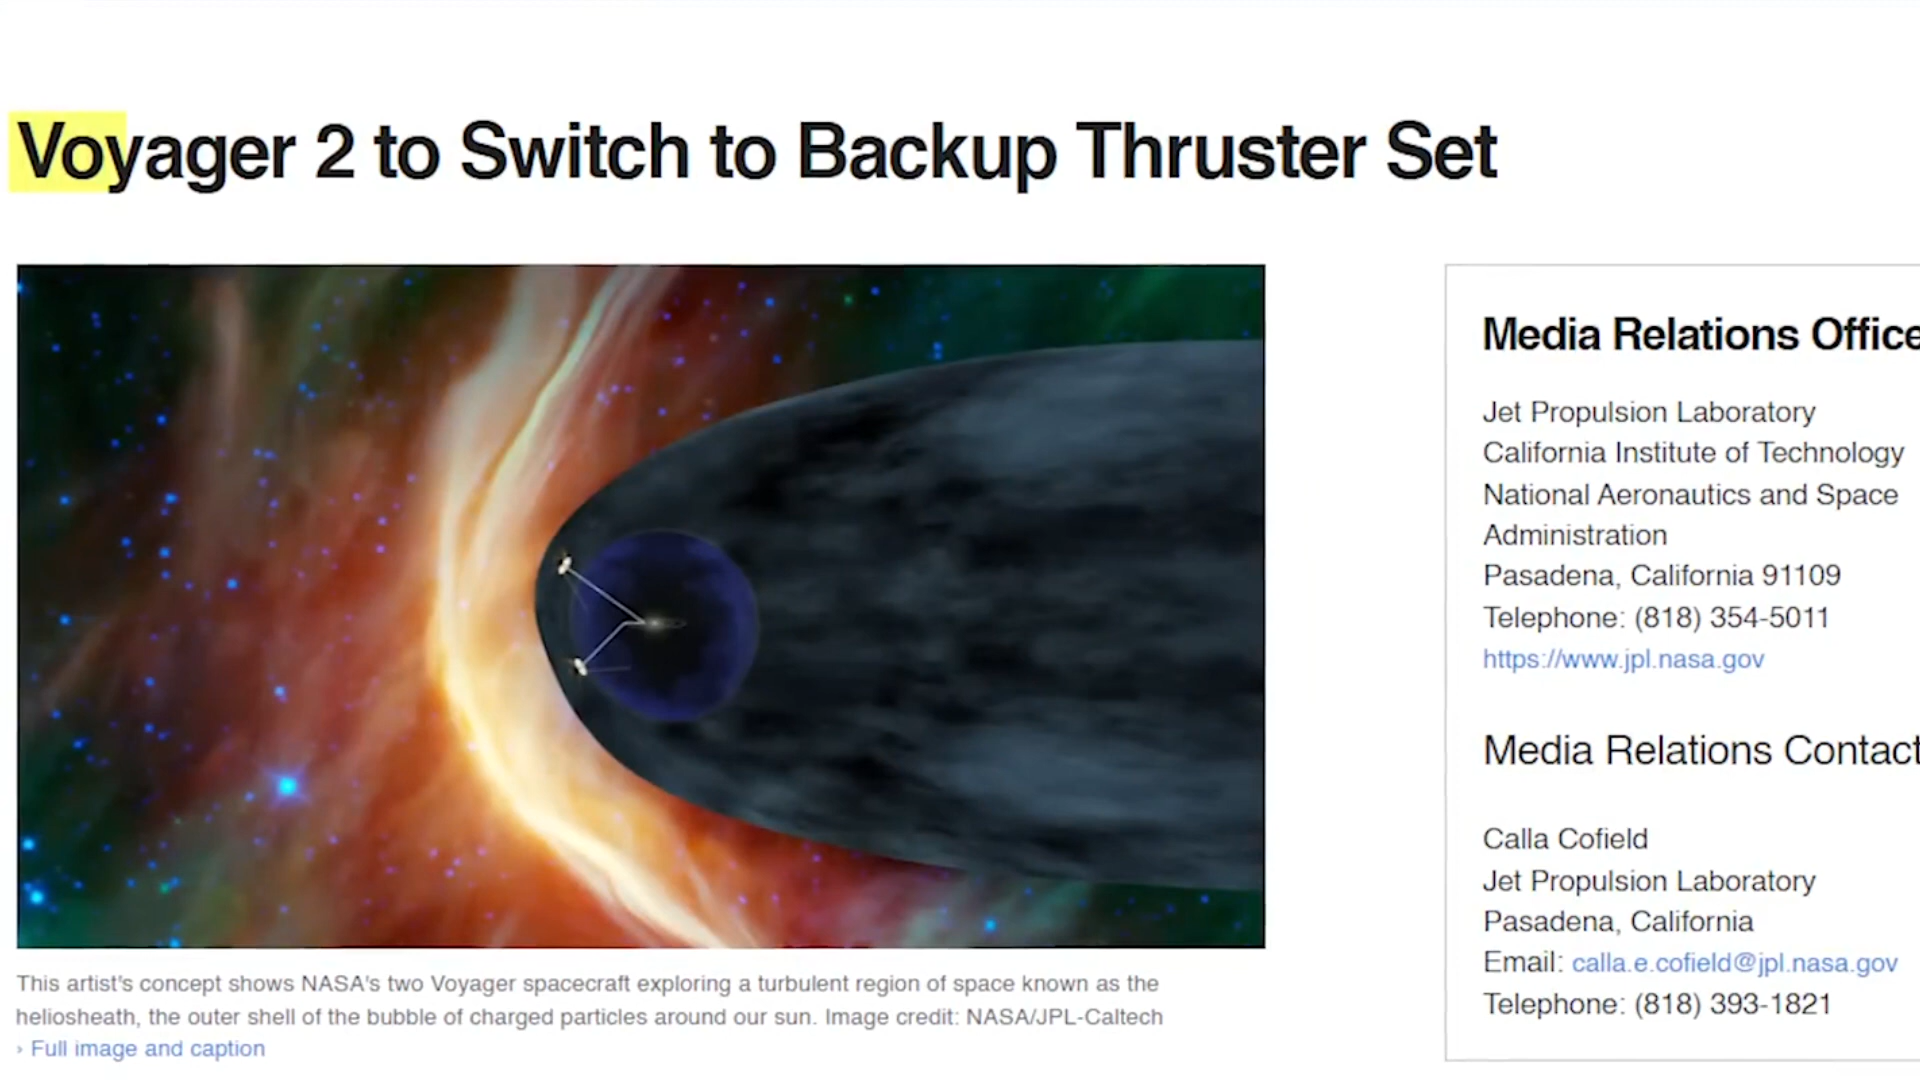 Voyager 2 to Switch to Backup Thruster Set
This artist's concept shows NASA's two Voyager spacecraft exploring a turbulent region of space known as the
heliosheath, the outer shell of the bubble of charged particles around our sun. Image credit: NASA/JPL-Caltech
› Full image and caption
Media Relations Office
Jet Propulsion Laboratory
California Institute of Technology
National Aeronautics and Space
Administration
Pasadena, California 91109
Telephone: (818) 354-5011
https://www.jpl.nasa.gov
Media Relations Contact
Calla Cofield
Jet Propulsion Laboratory
Pasadena, California
Email: calla.e.cofield@jpl.nasa.gov
Telephone: (818) 393-1821